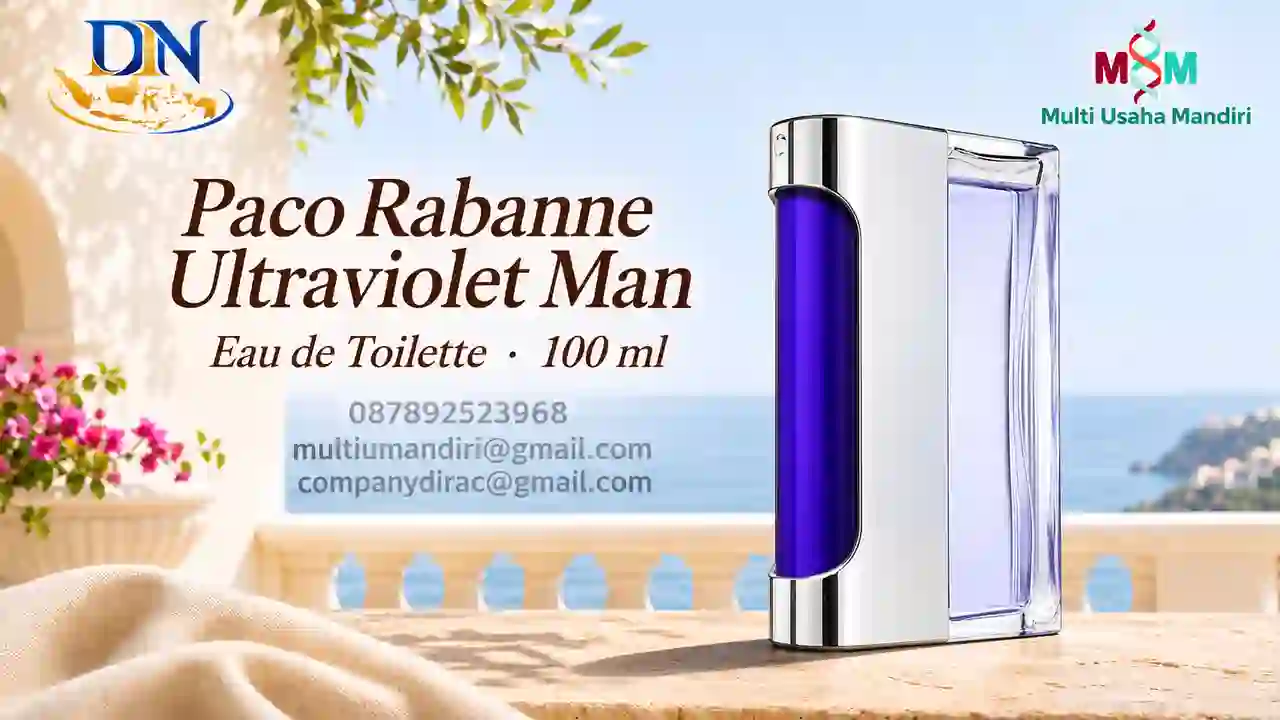 DN
MSM
Multi Usaha Mandiri
Paco Rabanne
Ultraviolet Man
Eau de Toilette · 100 ml
087892523968
multiumandiri@gmail.com
companydirac@gmail.com